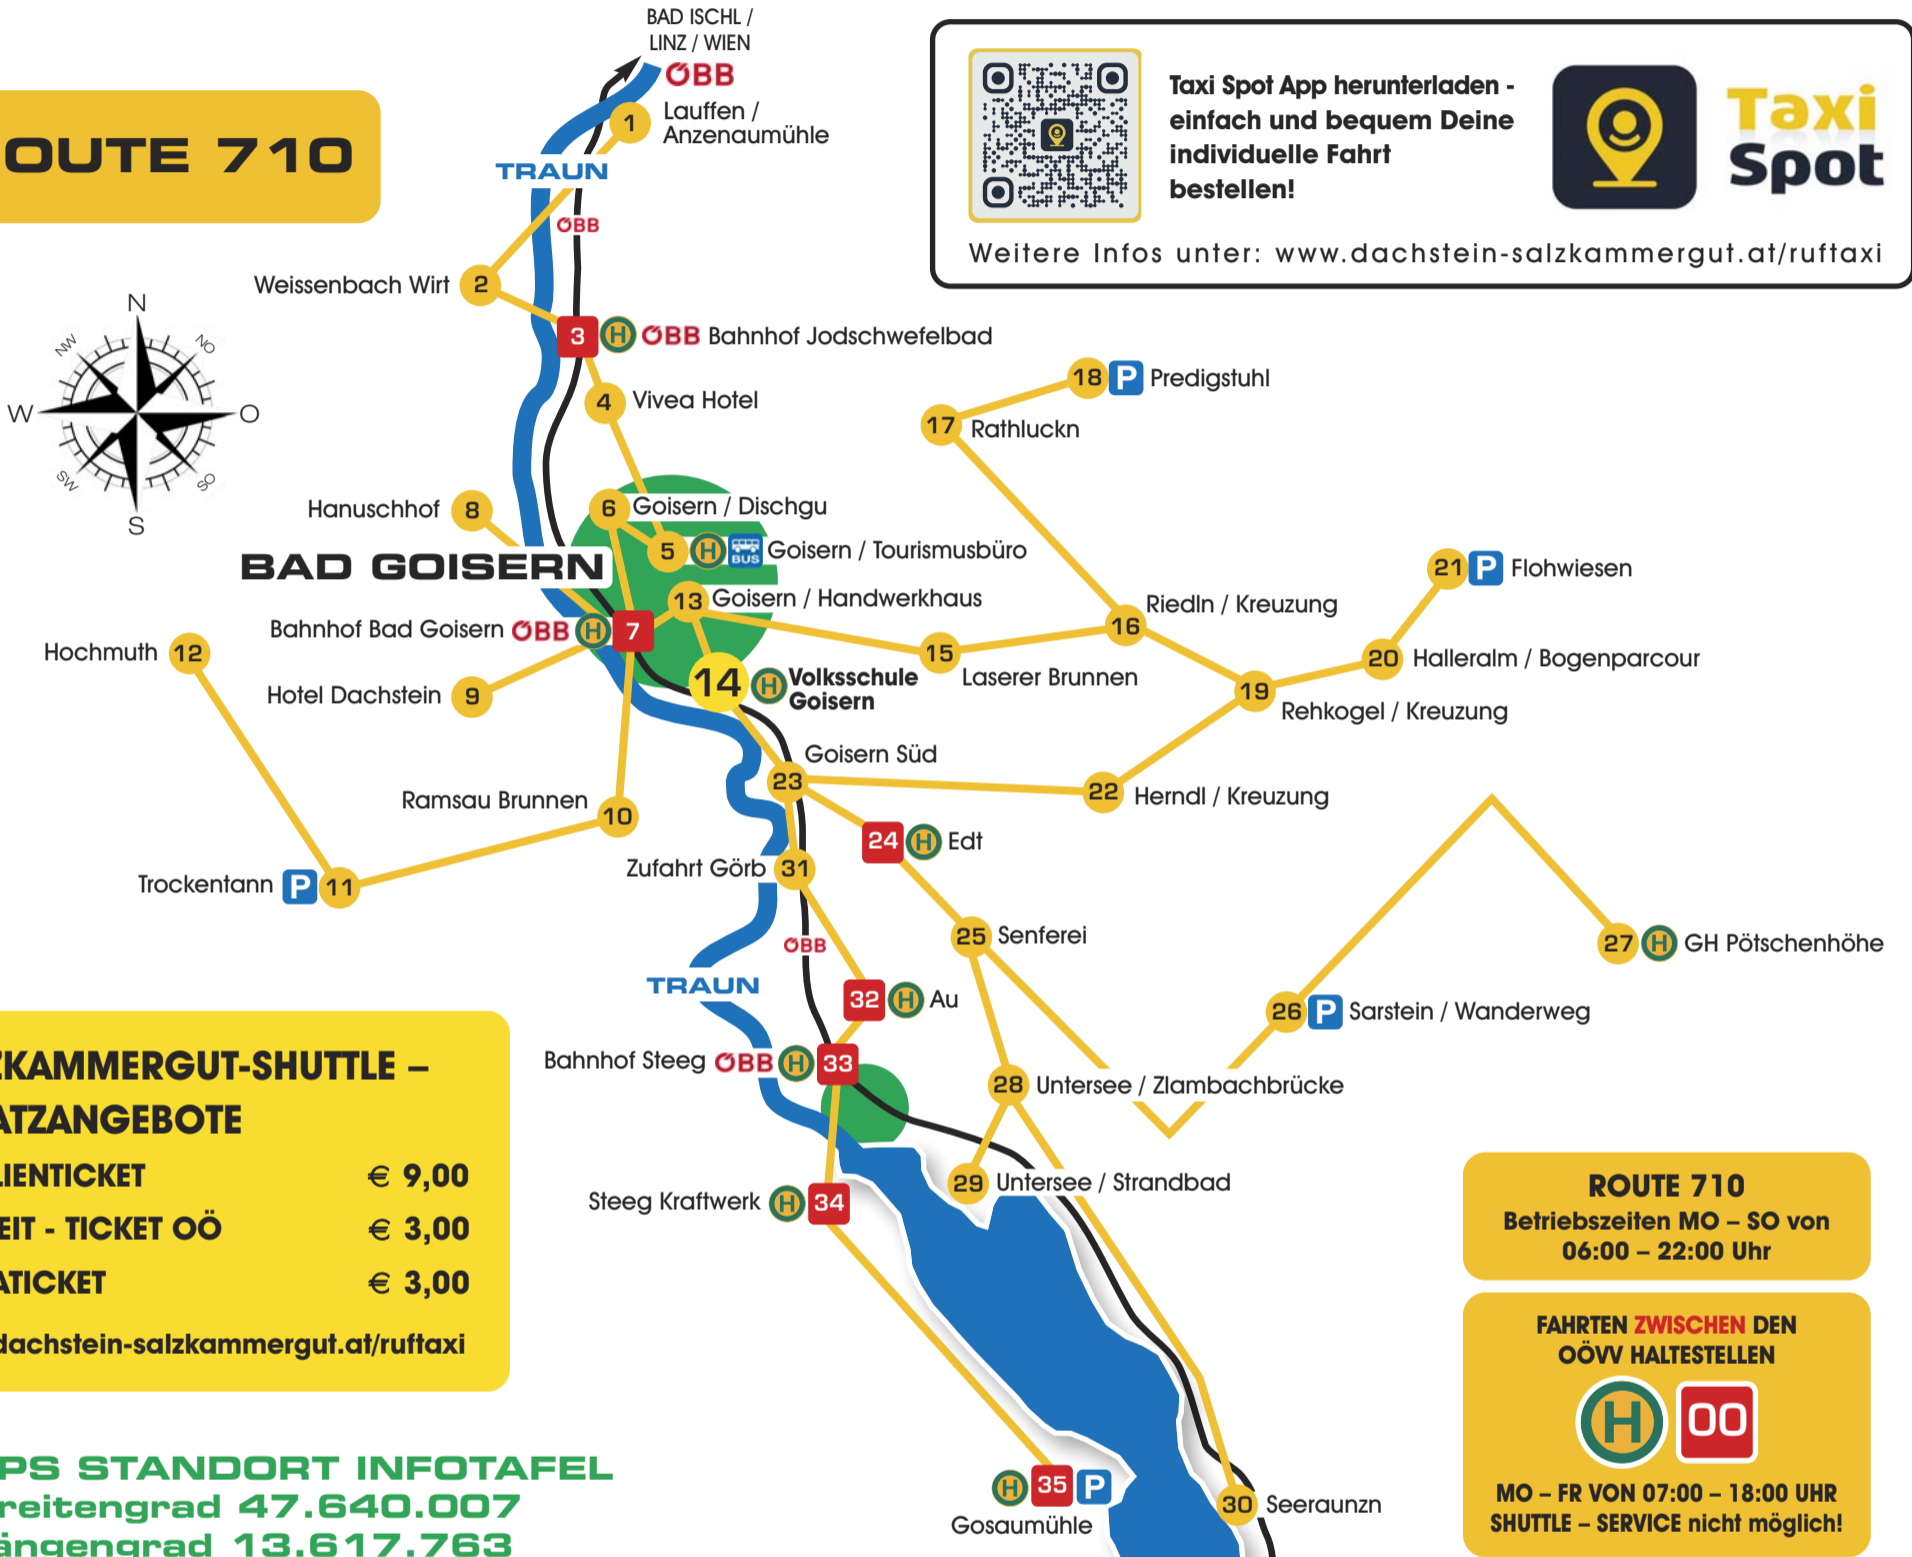 BAD ISCHL /
LINZ / WIEN
ÖBB
1
Lauffen /
Anzenaumühle
OUTE 710
TRAUN
ÖBB
Taxi Spot App herunterladen -
einfach und bequem Deine
individuelle Fahrt
bestellen!
Taxi
Spot
Weitere Infos unter: www.dachstein-salzkammergut.at/ruftaxi
Weissenbach Wirt 2
N
NW
NO
W
O
SW
SO
S
3 H ÖBB Bahnhof Jodschwefelbad
4 Vivea Hotel
18 P Predigstuhl
17 Rathluckn
Hanuschhof 8
6 Goisern / Dischgu
5 H BUS Goisern / Tourismusbüro
BAD GOISERN
21 P Flohwiesen
13 Goisern / Handwerkhaus
16 Riedln / Kreuzung
Bahnhof Bad Goisern ÖBB H 7
Hochmuth 12
15 Laserer Brunnen
20 Halleralm / Bogenparcour
Hotel Dachstein 9
14 H Volksschule
Goisern
19 Rehkogel / Kreuzung
Goisern Süd
23
22 Herndl / Kreuzung
Ramsau Brunnen
10
24 H Edt
Zufahrt Görb 31
Trockentann P 11
25 Senferei
ÖBB
27 H GH Pötschenhöhe
TRAUN
32 H Au
26 P Sarstein / Wanderweg
Bahnhof Steeg ÖBB H 33
28 Untersee / Zlambachbrücke
29 Untersee / Strandbad
Steeg Kraftwerk H 34
ZKAMMERGUT-SHUTTLE –
ATZANGEBOTE
LIENTICKET € 9,00
EIT - TICKET OÖ € 3,00
ATICKET € 3,00
dachstein-salzkammergut.at/ruftaxi
ROUTE 710
Betriebszeiten MO – SO von
06:00 – 22:00 Uhr
FAHRTEN ZWISCHEN DEN
OÖVV HALTESTELLEN
H 00
MO – FR VON 07:00 – 18:00 UHR
SHUTTLE – SERVICE nicht möglich!
H 35 P
Gosaumühle
30 Seeraunzn
PS STANDORT INFOTAFEL
reitengrad 47.640.007
ängengrad 13.617.763